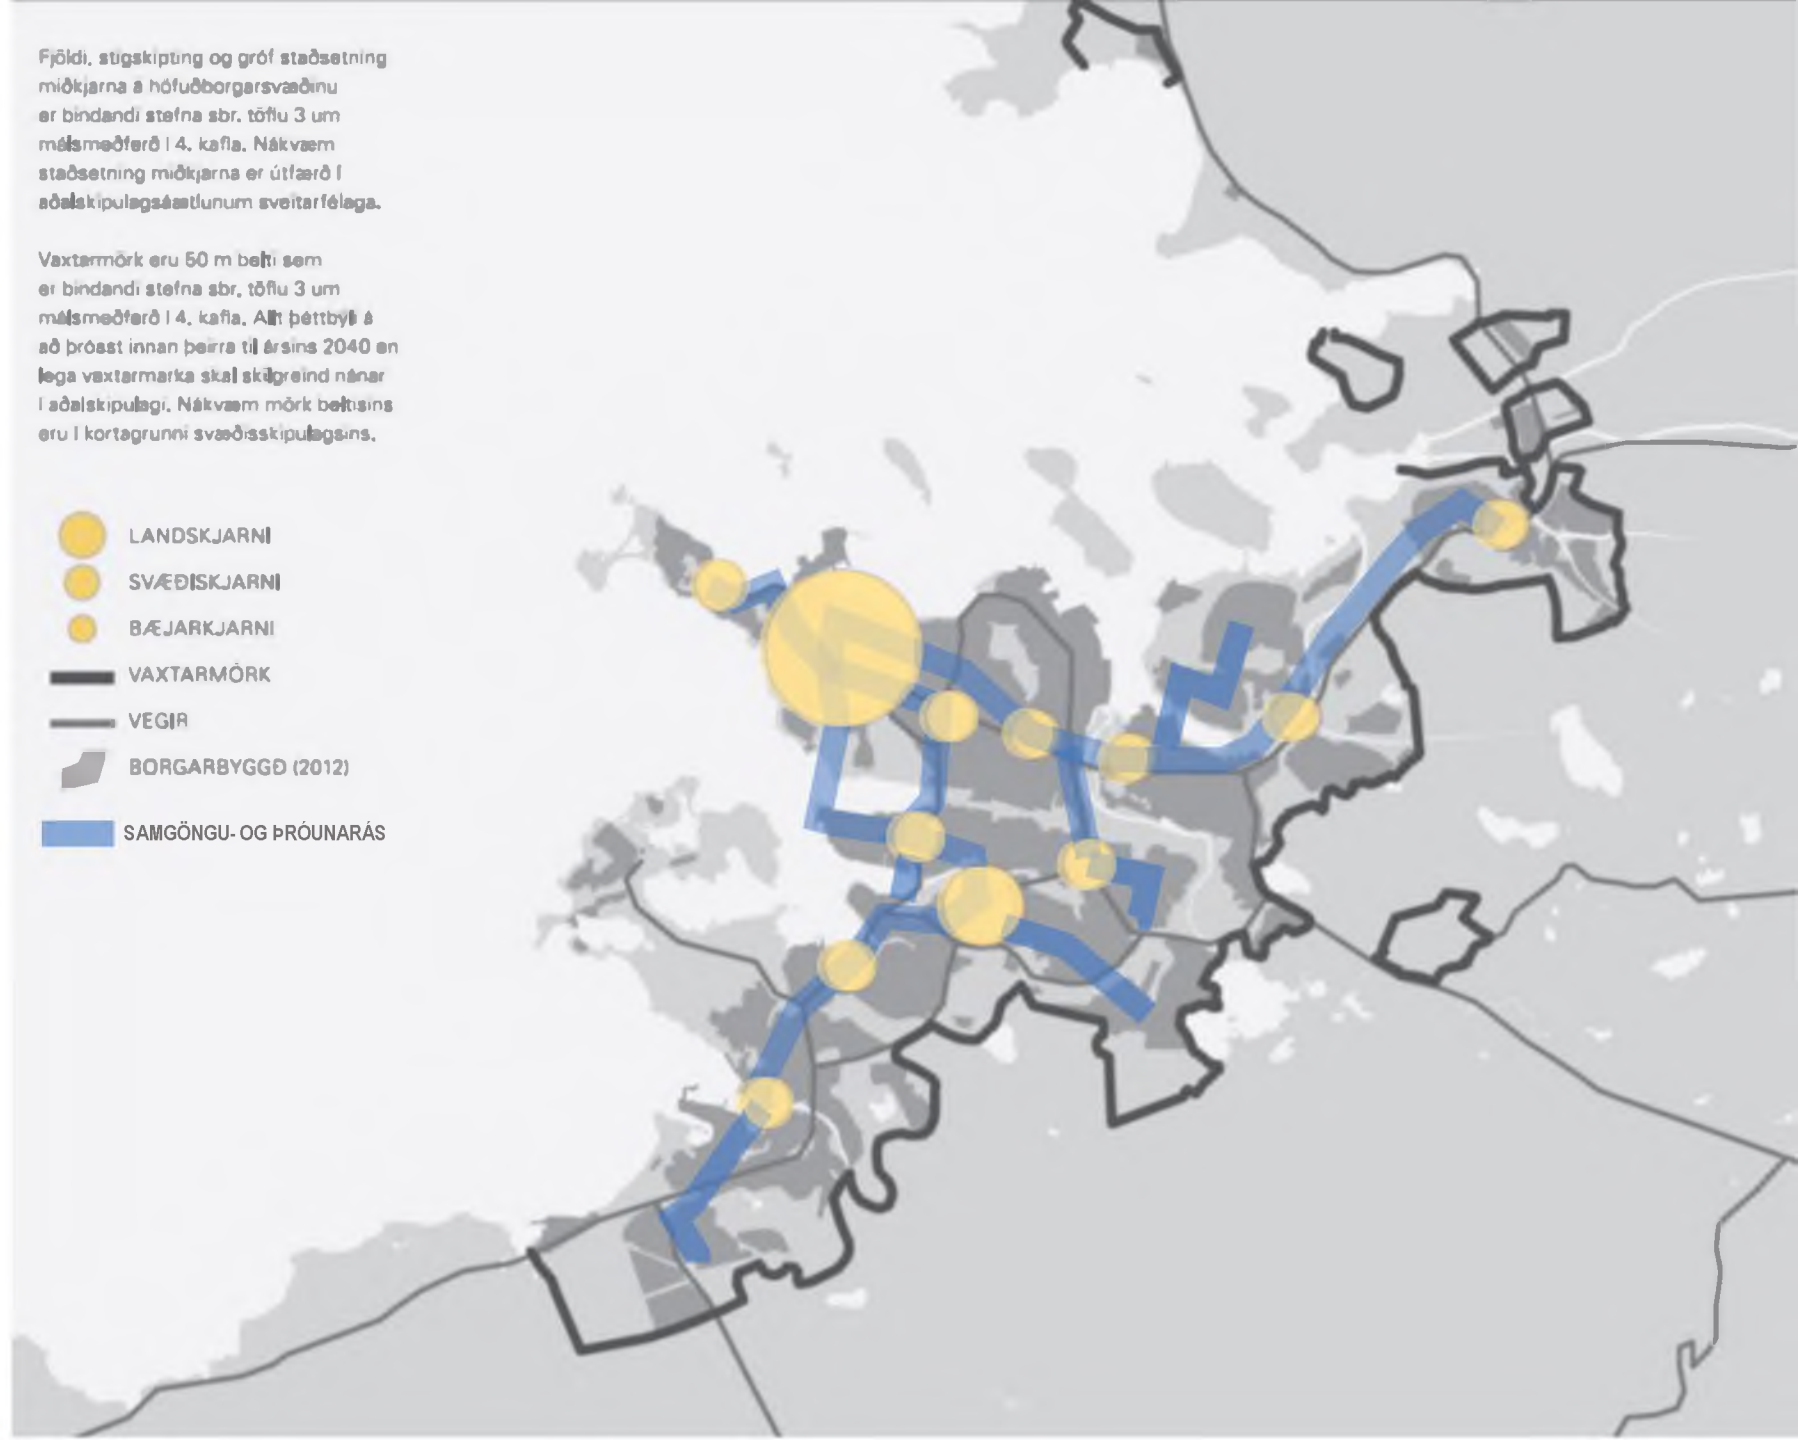 Fjöldi, stigskipting og gróf staðsetning
miðkjarna á höfuðborgarsvæðinu
er bindandi stefna sbr. töflu 3 um
málsmeðferð í 4. kafla. Nákvæm
staðsetning miðkjarna er útfærð í
aðalskipulagsáætlunum sveitarfélaga.
Vaxtarmörk eru 50 m belti sem
er bindandi stefna sbr. töflu 3 um
málsmeðferð í 4. kafla. Allt þéttbýli á
að þróast innan þeirra til ársins 2040 en
lega vaxtarmarka skal skilgreind nánar
í aðalskipulagi. Nákvæm mörk beltisins
eru í kortagrunni svæðisskipulagsins.
LANDSKJARNI
SVÆÐISKJARNI
BÆJARKJARNI
VAXTARMÖRK
VEGIR
BORGARBYGGÐ (2012)
SAMGÖNGU- OG ÞRÓUNARÁS